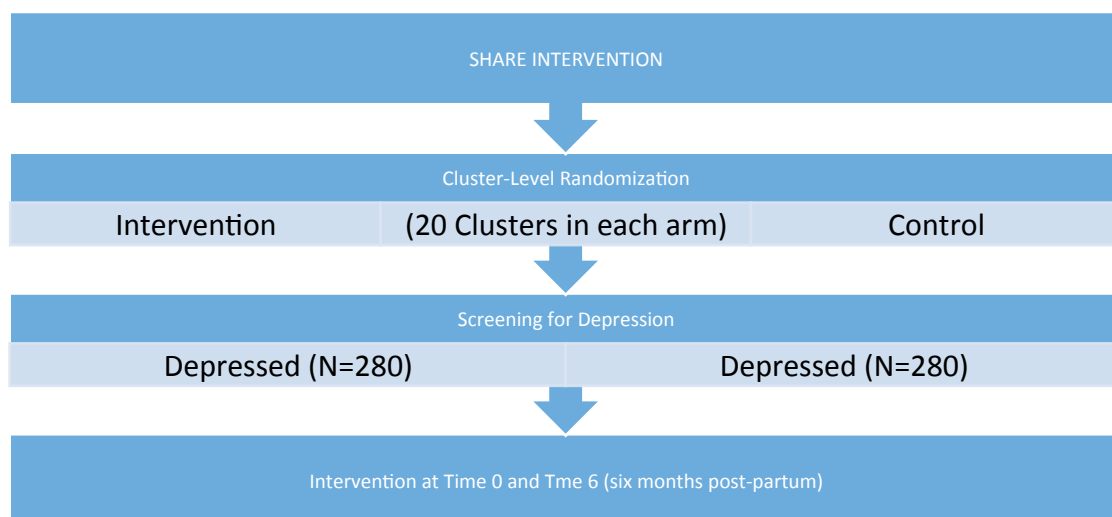 SHARE INTERVENTION
Cluster-Level Randomization
Intervention (20 Clusters in each arm) Control
Screening for Depression
Depressed (N=280) Depressed (N=280)
Intervention at Time 0 and Tme 6 (six months post-partum)